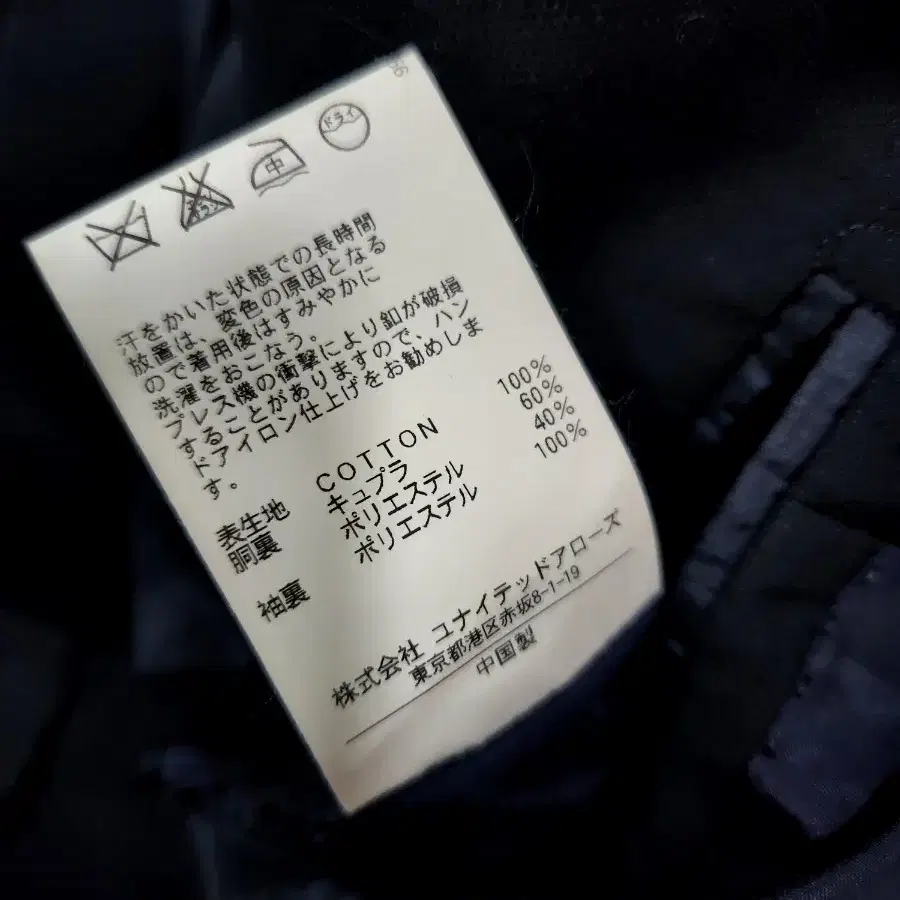 ドライ
中
汗をかいた状態での長時間
放置は、変色の原因となる
ので着用後はすみやかに
洗濯をおこなう。
プレス機の衝撃により釦が破損
することがありますので、ハン
ドアイロン仕上げをお勧めしま
す。
表生地 COTTON 100%
胴裏 キュプラ 60%
ポリエステル 40%
袖裏 ポリエステル 100%
株式会社 ユナイテッドアローズ
東京都港区赤坂8-1-19
中国製